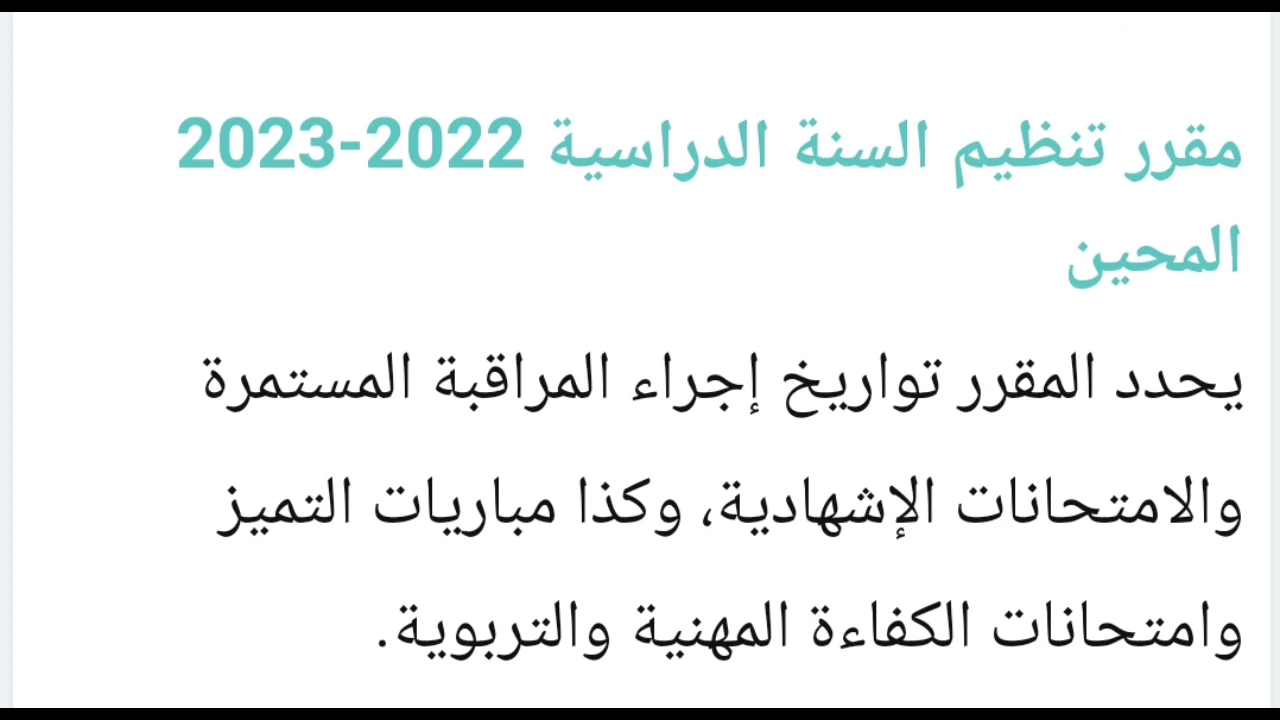 مقرر تنظيم السنة الدراسية 2022-2023
المحين
يحدد المقرر تواريخ إجراء المراقبة المستمرة
والامتحانات الإشهادية، وكذا مباريات التميز
وامتحانات الكفاءة المهنية والتربوية.